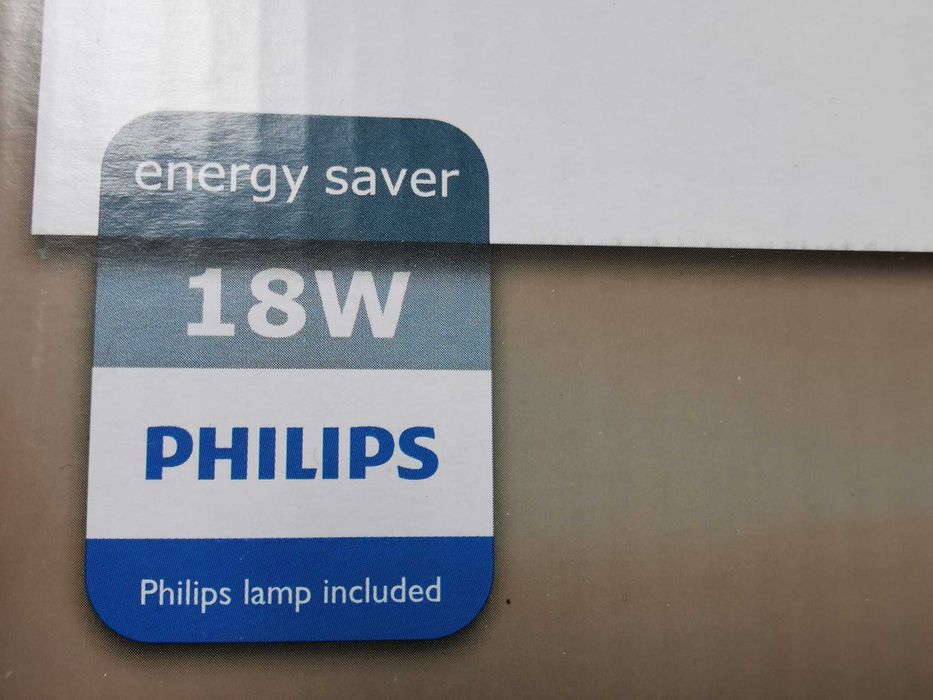 energy saver
18W
PHILIPS
Philips lamp included